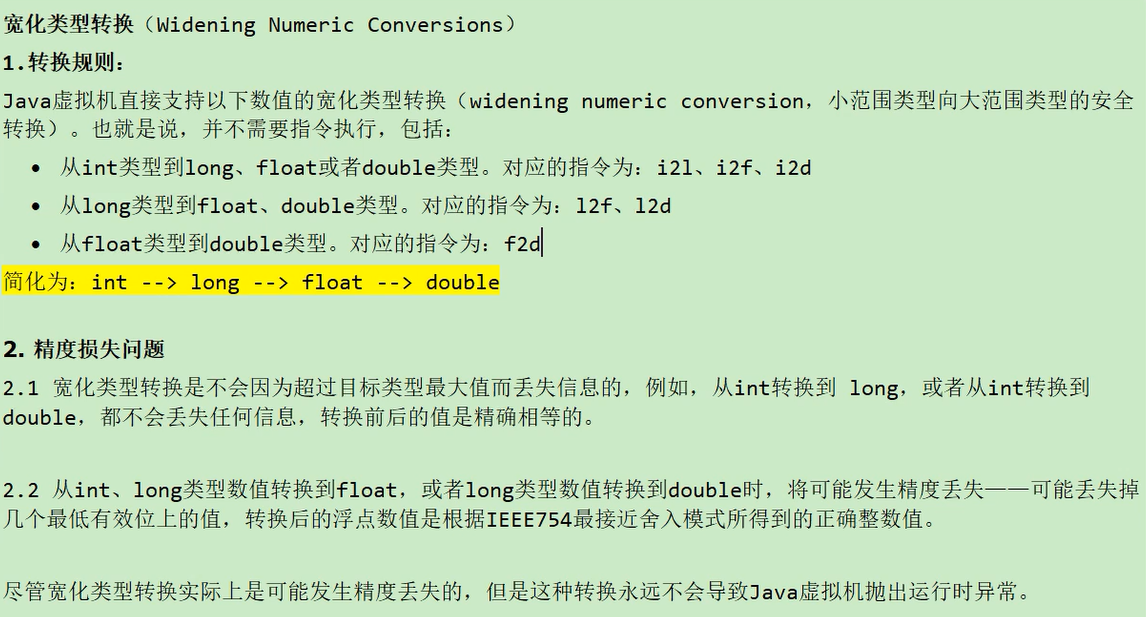 宽化类型转换（Widening Numeric Conversions）
1.转换规则：
Java虚拟机直接支持以下数值的宽化类型转换（widening numeric conversion，小范围类型向大范围类型的安全
转换）。也就是说，并不需要指令执行，包括：
• 从int类型到long、float或者double类型。对应的指令为：i2l、i2f、i2d
• 从long类型到float、double类型。对应的指令为：l2f、l2d
• 从float类型到double类型。对应的指令为：f2d
简化为：int --> long --> float --> double
2. 精度损失问题
2.1 宽化类型转换是不会因为超过目标类型最大值而丢失信息的，例如，从int转换到 long，或者从int转换到
double，都不会丢失任何信息，转换前后的值是精确相等的。
2.2 从int、long类型数值转换到float，或者long类型数值转换到double时，将可能发生精度丢失——可能丢失掉
几个最低有效位上的值，转换后的浮点数值是根据IEEE754最接近舍入模式所得到的正确整数值。
尽管宽化类型转换实际上是可能发生精度丢失的，但是这种转换永远不会导致Java虚拟机抛出运行时异常。